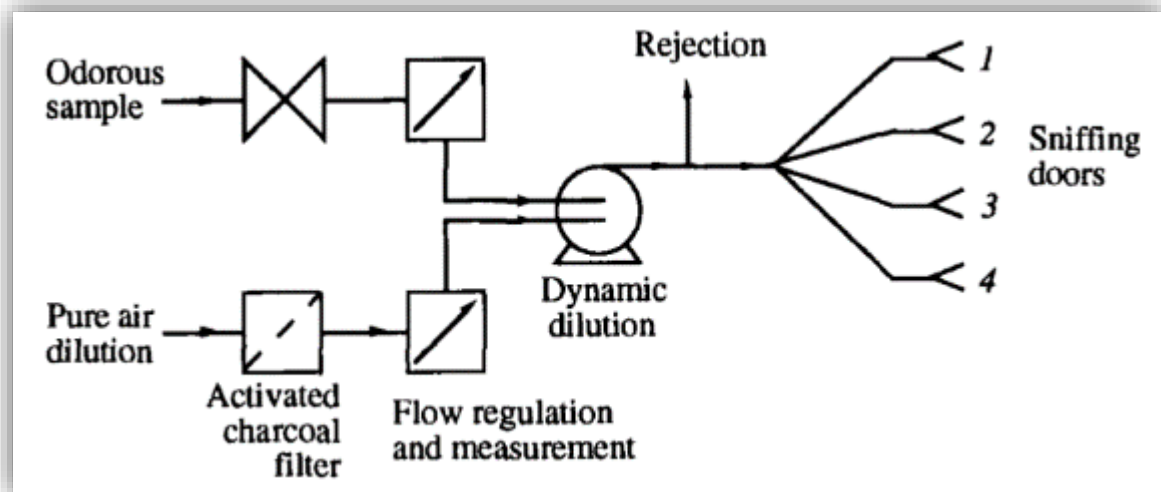 Odorous
sample
Rejection
1
2
3
4
Sniffing
doors
Dynamic
dilution
Pure air
dilution
Activated
charcoal
filter
Flow regulation
and measurement